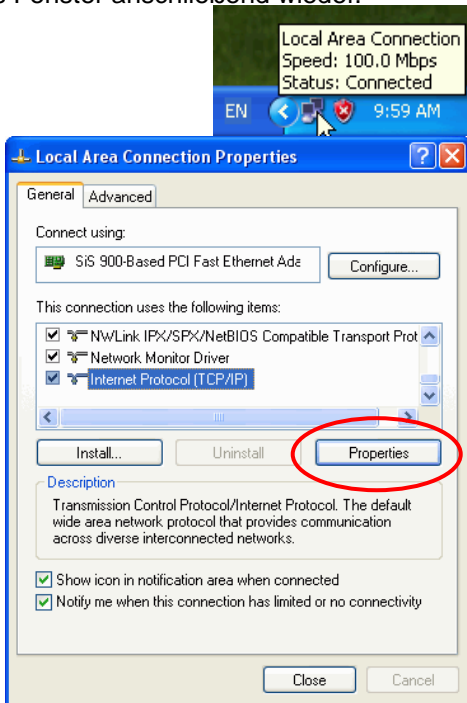 s Fenster anschließend wieder.
Local Area Connection
Speed: 100.0 Mbps
Status: Connected
EN 9:59 AM
Local Area Connection Properties
General Advanced
Connect using:
SiS 900-Based PCI Fast Ethernet Ada
Configure...
This connection uses the following items:
NWLink IPX/SPX/NetBIOS Compatible Transport Prot
Network Monitor Driver
Internet Protocol (TCP/IP)
Install... Uninstall Properties
Description
Transmission Control Protocol/Internet Protocol. The default
wide area network protocol that provides communication
across diverse interconnected networks.
Show icon in notification area when connected
Notify me when this connection has limited or no connectivity
Close Cancel